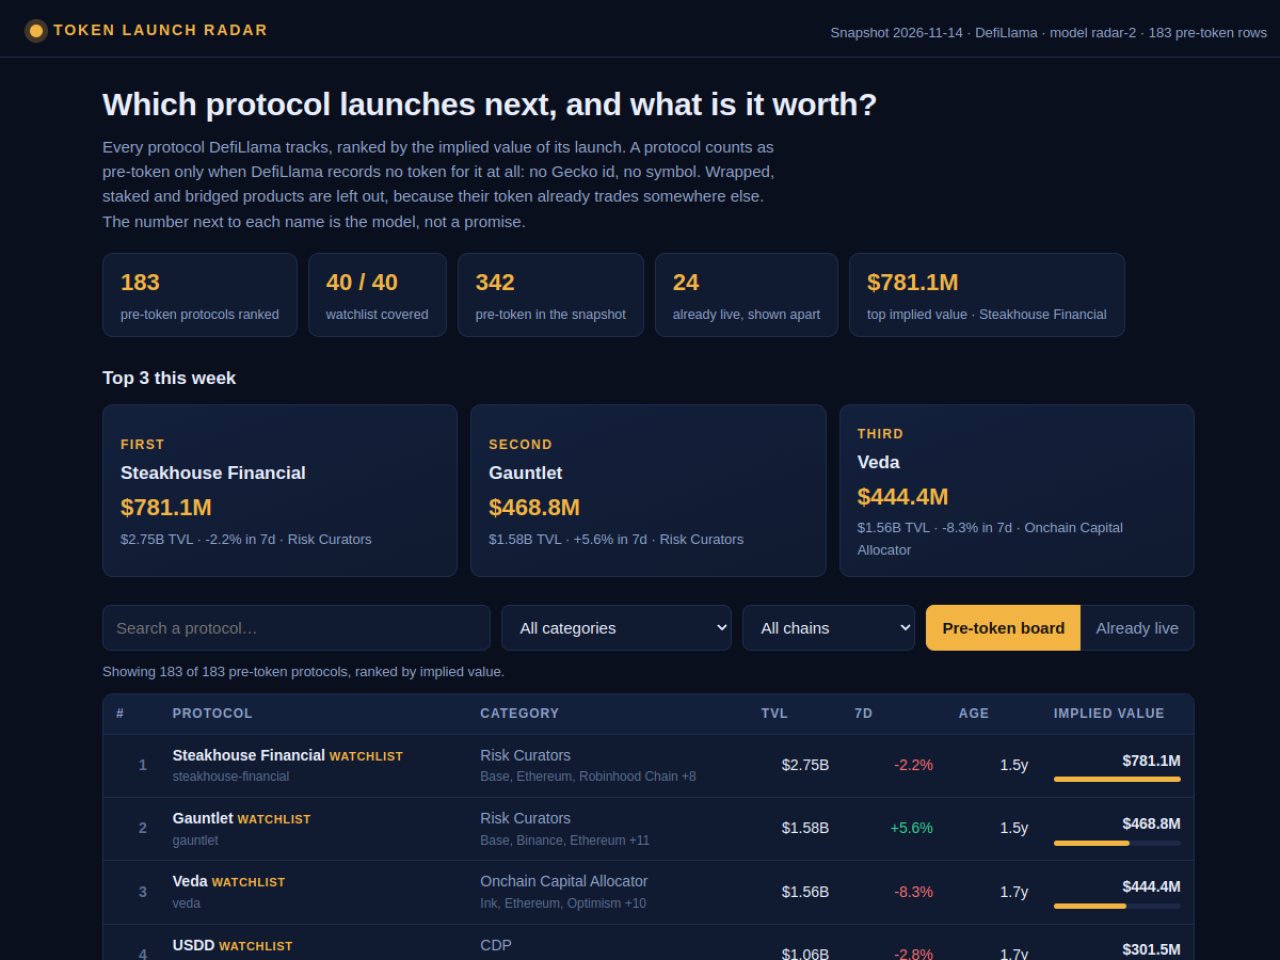 TOKEN LAUNCH RADAR
Snapshot 2026-11-14 · DefiLlama · model radar-2 · 183 pre-token rows
Which protocol launches next, and what is it worth?
Every protocol DefiLlama tracks, ranked by the implied value of its launch. A protocol counts as
pre-token only when DefiLlama records no token for it at all: no Gecko id, no symbol. Wrapped,
staked and bridged products are left out, because their token already trades somewhere else.
The number next to each name is the model, not a promise.
183
pre-token protocols ranked
40 / 40
watchlist covered
342
pre-token in the snapshot
24
already live, shown apart
$781.1M
top implied value · Steakhouse Financial
Top 3 this week
FIRST
Steakhouse Financial
$781.1M
$2.75B TVL · -2.2% in 7d · Risk Curators
SECOND
Gauntlet
$468.8M
$1.58B TVL · +5.6% in 7d · Risk Curators
THIRD
Veda
$444.4M
$1.56B TVL · -8.3% in 7d · Onchain Capital
Allocator
Search a protocol…
All categories
All chains
Pre-token board
Already live
Showing 183 of 183 pre-token protocols, ranked by implied value.
# PROTOCOL CATEGORY TVL 7D AGE IMPLIED VALUE
1 Steakhouse Financial WATCHLIST Risk Curators $2.75B -2.2% 1.5y $781.1M
steakhouse-financial Base, Ethereum, Robinhood Chain +8
2 Gauntlet WATCHLIST Risk Curators $1.58B +5.6% 1.5y $468.8M
gauntlet Base, Binance, Ethereum +11
3 Veda WATCHLIST Onchain Capital Allocator $1.56B -8.3% 1.7y $444.4M
veda Ink, Ethereum, Optimism +10
4 USDD WATCHLIST CDP $1.06B -2.8% 1.7y $301.5M